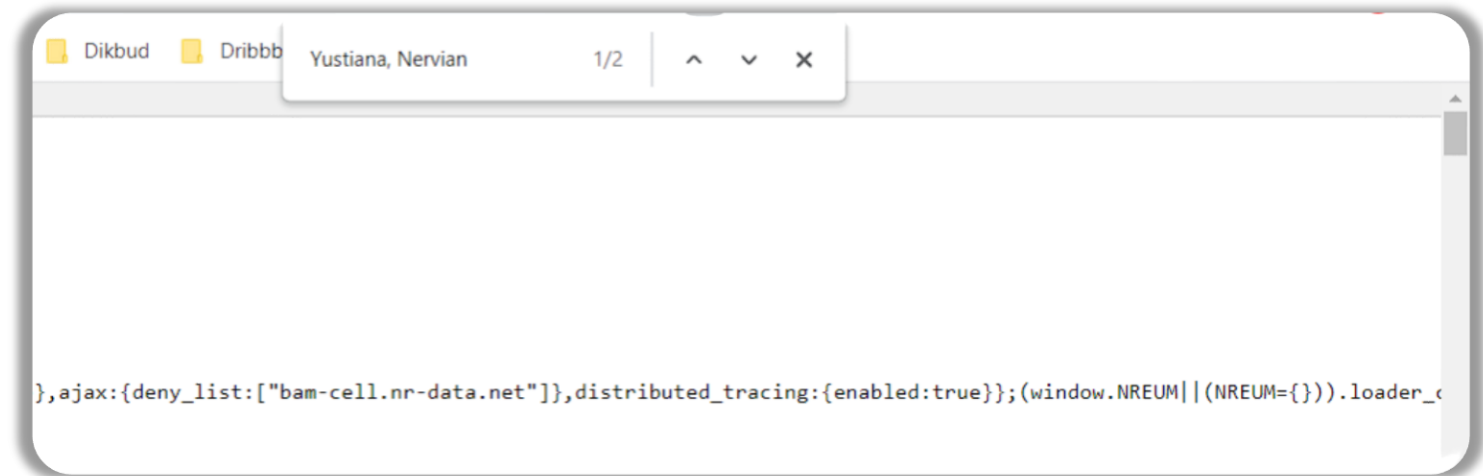 Dikbud Dribbb
Yustiana, Nervian 1/2
},ajax:{deny_list:["bam-cell.nr-data.net"]},distributed_tracing:{enabled:true}};(window.NREUM||(NREUM={})).loader_c